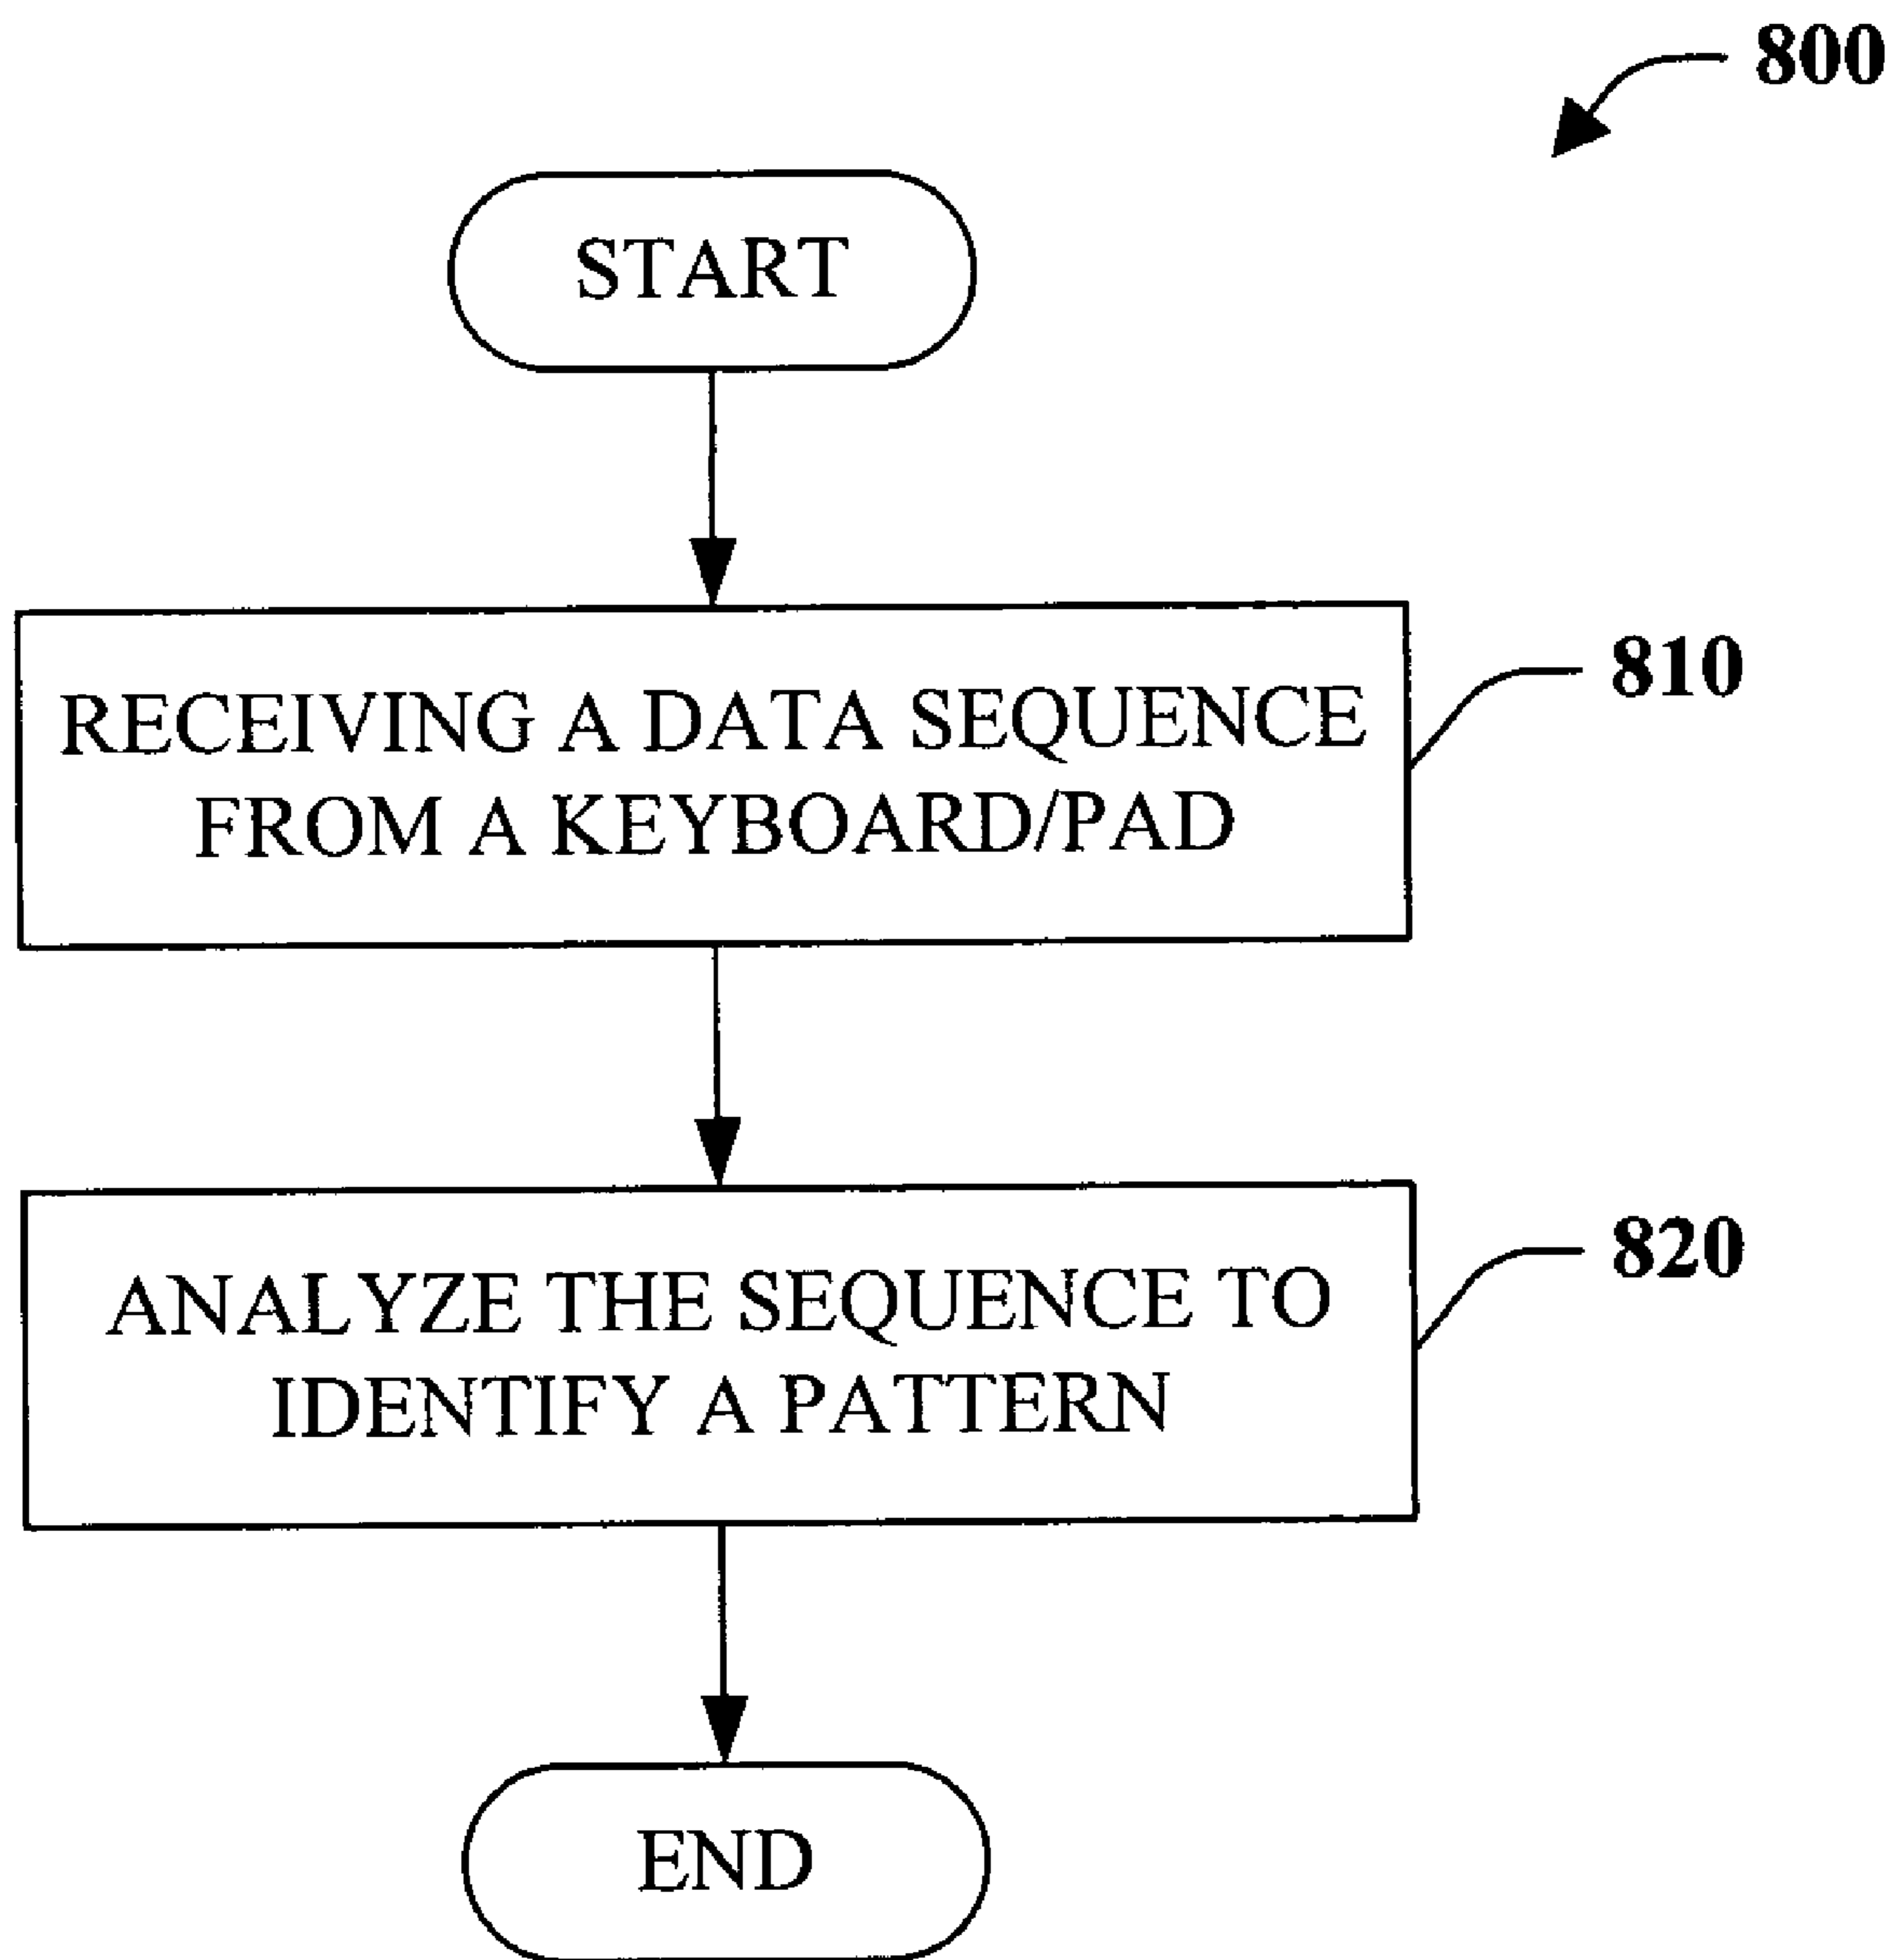 800
START
RECEIVING A DATA SEQUENCE
FROM A KEYBOARD/PAD
810
ANALYZE THE SEQUENCE TO
IDENTIFY A PATTERN
820
END